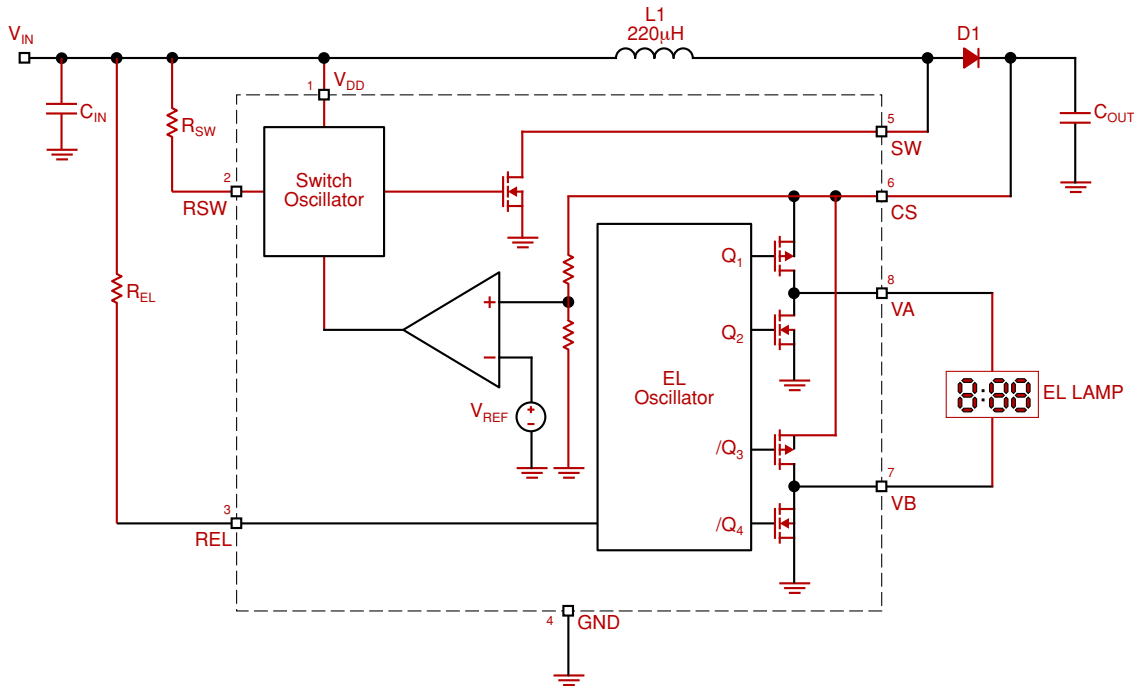 L1
220μH
D1
VIN
1
VDD
CIN
RSW
5
SW
COUT
Switch
Oscillator
2
RSW
6
CS
Q1
8
VA
REL
+
Q2
−
EL
Oscillator
8:88
EL LAMP
VREF
+
−
/Q3
7
VB
3
REL
/Q4
4
GND